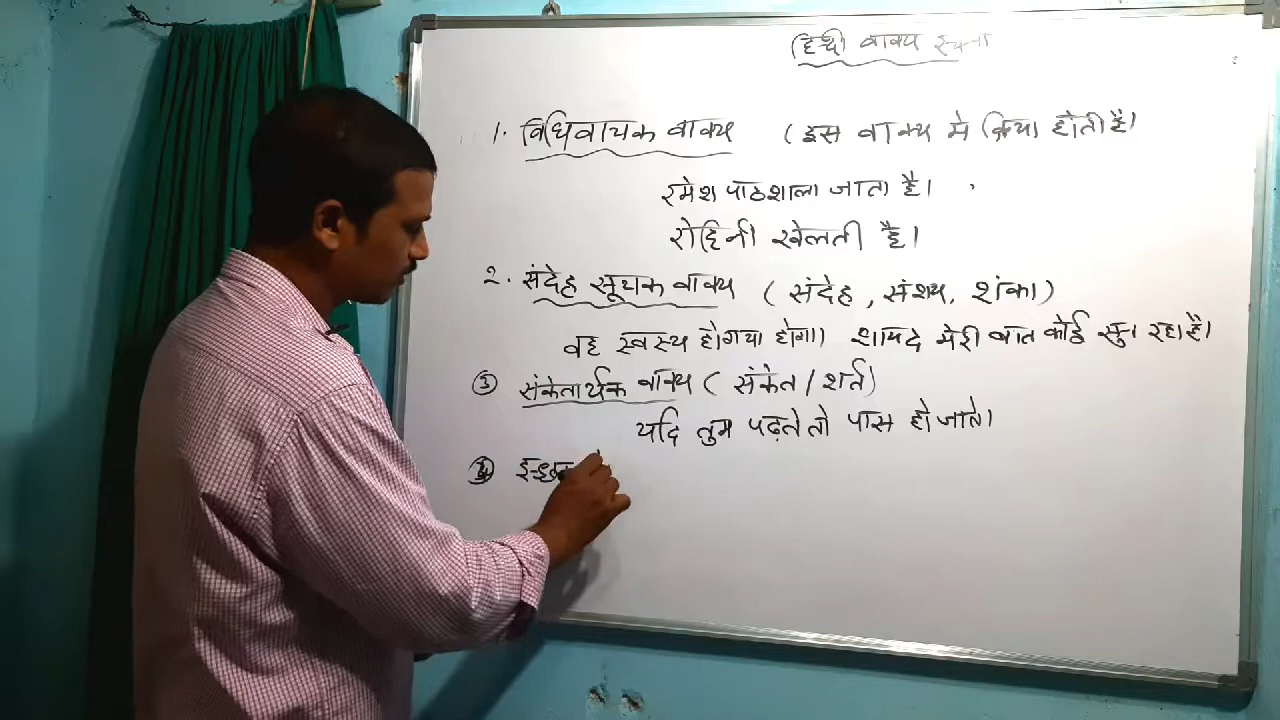 हिन्दी वाक्य रचना
1. विधिवाचक वाक्य (इस वाक्य मे क्रिया होती है।
रमेश पाठशाला जाता है।
रोहिनी खेलती है।
2. संदेह सूचक वाक्य (संदेह, संशय, शंका)
वह स्वस्थ हो गया होगा। शायद मेरी बात कोई सुन रहा है।
③ संकेतार्थक वाक्य (संकेत / शर्त)
यदि तुम पढ़ते तो पास हो जाते।